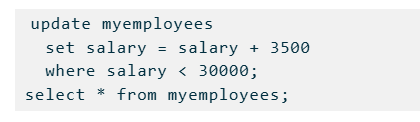 update myemployees
set salary = salary + 3500
where salary < 30000;
select * from myemployees;